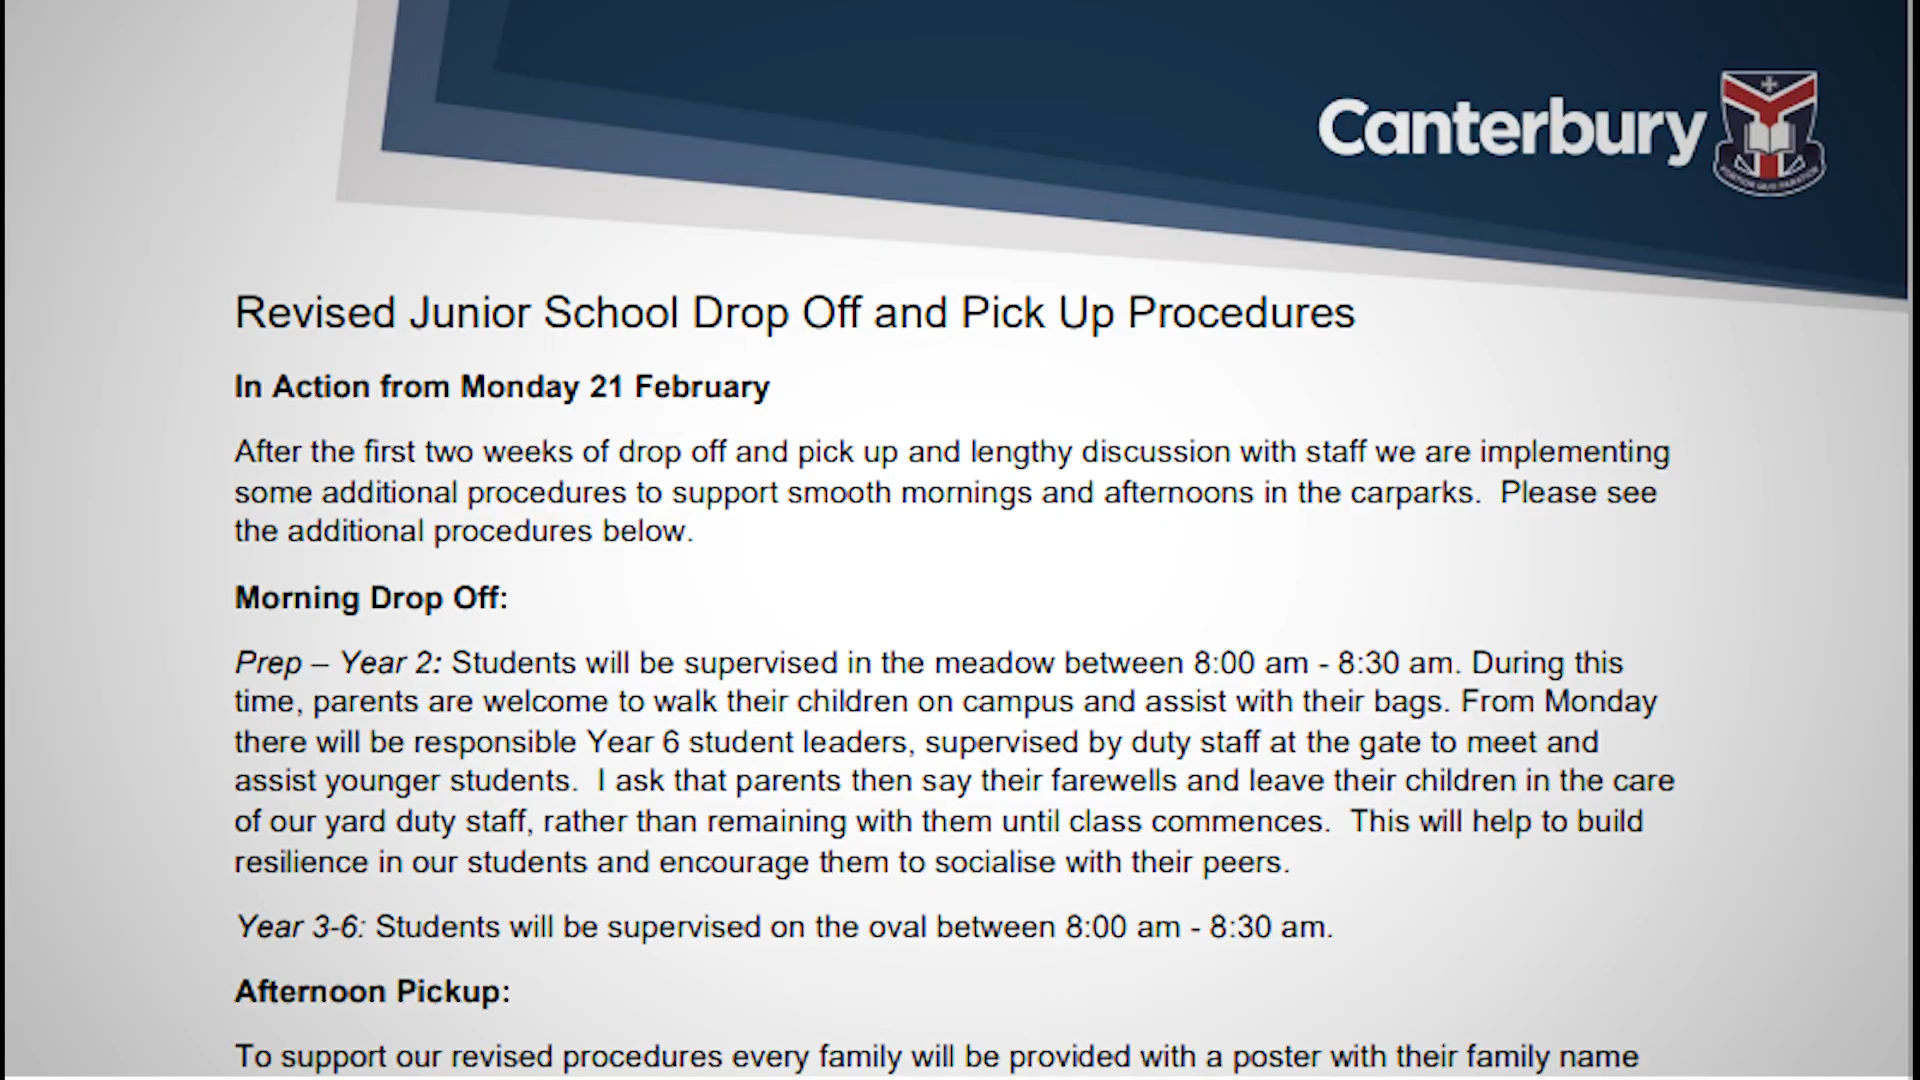 Canterbury
Revised Junior School Drop Off and Pick Up Procedures
In Action from Monday 21 February
After the first two weeks of drop off and pick up and lengthy discussion with staff we are implementing
some additional procedures to support smooth mornings and afternoons in the carparks.  Please see
the additional procedures below.
Morning Drop Off:
Prep – Year 2: Students will be supervised in the meadow between 8:00 am - 8:30 am. During this
time, parents are welcome to walk their children on campus and assist with their bags. From Monday
there will be responsible Year 6 student leaders, supervised by duty staff at the gate to meet and
assist younger students.  I ask that parents then say their farewells and leave their children in the care
of our yard duty staff, rather than remaining with them until class commences.  This will help to build
resilience in our students and encourage them to socialise with their peers.
Year 3-6: Students will be supervised on the oval between 8:00 am - 8:30 am.
Afternoon Pickup:
To support our revised procedures every family will be provided with a poster with their family name